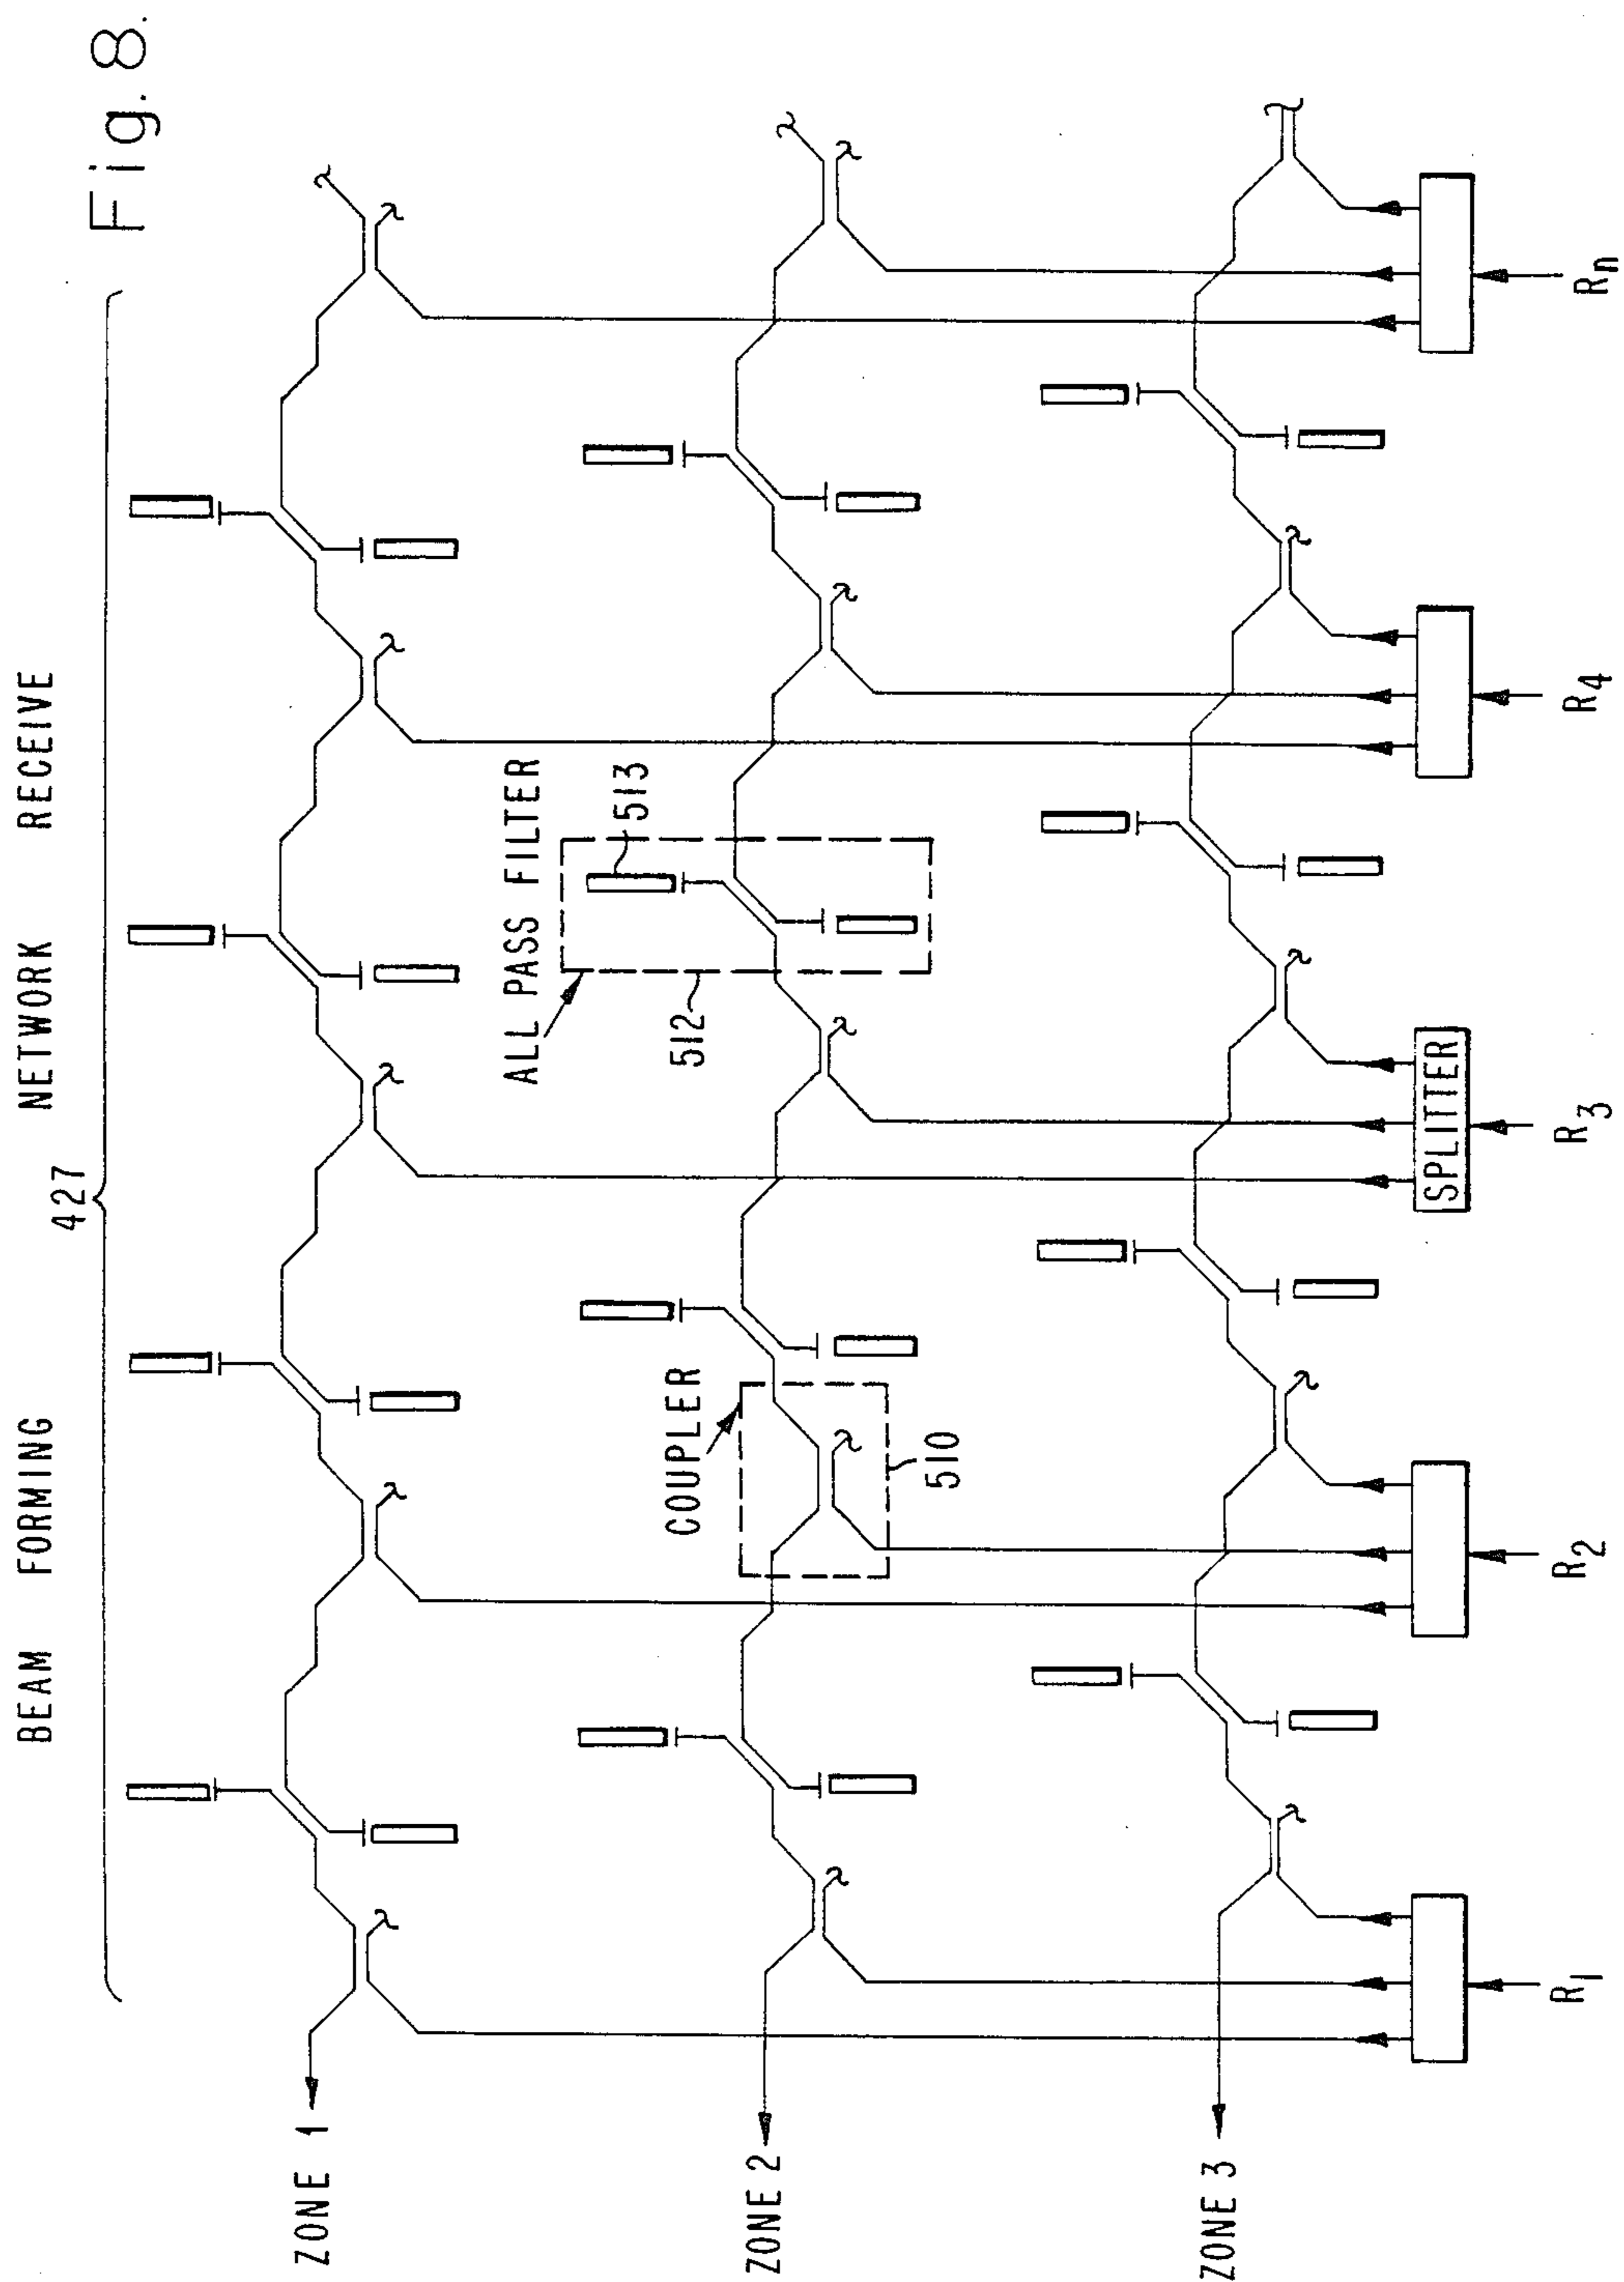 Fig. 8.
BEAM FORMING NETWORK RECEIVE
427
ALL PASS FILTER
513
512
COUPLER
510
ZONE 1
ZONE 2
ZONE 3
SPLITTER
R1
R2
R3
R4
Rn